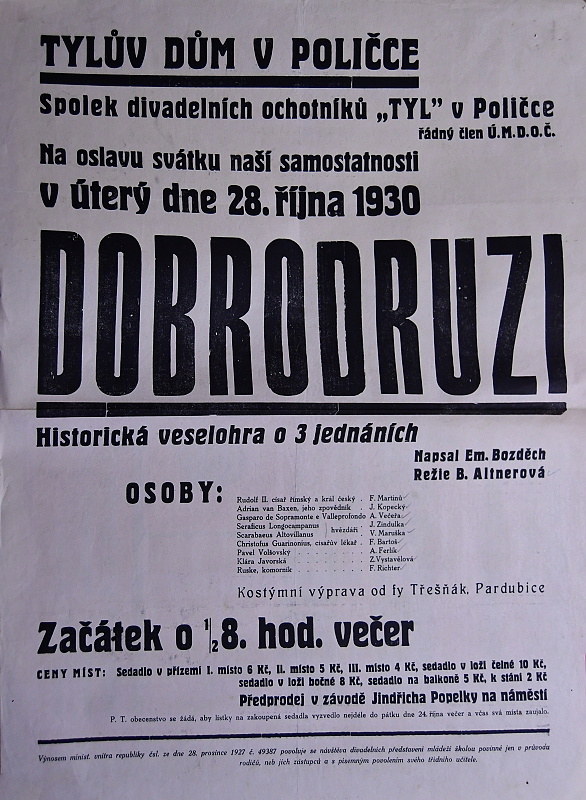 TYLŮV DŮM V POLIČCE
Spolek divadelních ochotníků „TYL" v Poličce
řádný člen Ú.M.D.O.Č.
Na oslavu svátku naší samostatnosti
v úterý dne 28. října 1930
DOBRODRUZI
Historická veselohra o 3 jednáních
Napsal Em. Bozděch
Režie B. Altnerová
OSOBY:
Rudolf II. císař římský a král český . F. Martinů
Adrian van Baxen, jeho zpovědník . J. Kopecký
Gasparo de Sopramonte e Valleprofondo A. Večeřa
Seraficus Longocampanus } hvězdáři . J. Zindulka
Scarabaeus Altovillanus } hvězdáři . V. Maruška
Christofus Guarinonius, císařův lékař . F. Bartoš
Pavel Volšovský . . . . . . . . . A. Ferlík
Klára Javorská . . . . . . . . . Z.Vystavělová
Ruske, komorník . . . . . . . . . F. Richter
Kostýmní výprava od fy Třešňák, Pardubice
Začátek o 1/2 8. hod. večer
CENY MÍST: Sedadlo v přízemí I. místo 6 Kč, II. místo 5 Kč, III. místo 4 Kč, sedadlo v loži čelné 10 Kč,
sedadlo v loži bočné 8 Kč, sedadlo na balkoně 5 Kč, k stání 2 Kč
Předprodej v závodě Jindřicha Popelky na náměstí
P. T. obecenstvo se žádá, aby lístky na zakoupená sedadla vyzvedlo nejdéle do pátku dne 24. října večer a včas svá místa zaujalo.
Výnosem minist. vnitra republiky čsl. ze dne 28. prosince 1927 č. 49387 povoluje se návštěva divadelních představení mládeži školou povinné jen v průvodu
rodičů, neb jich zástupců a s písemným povolením svého třídního učitele.